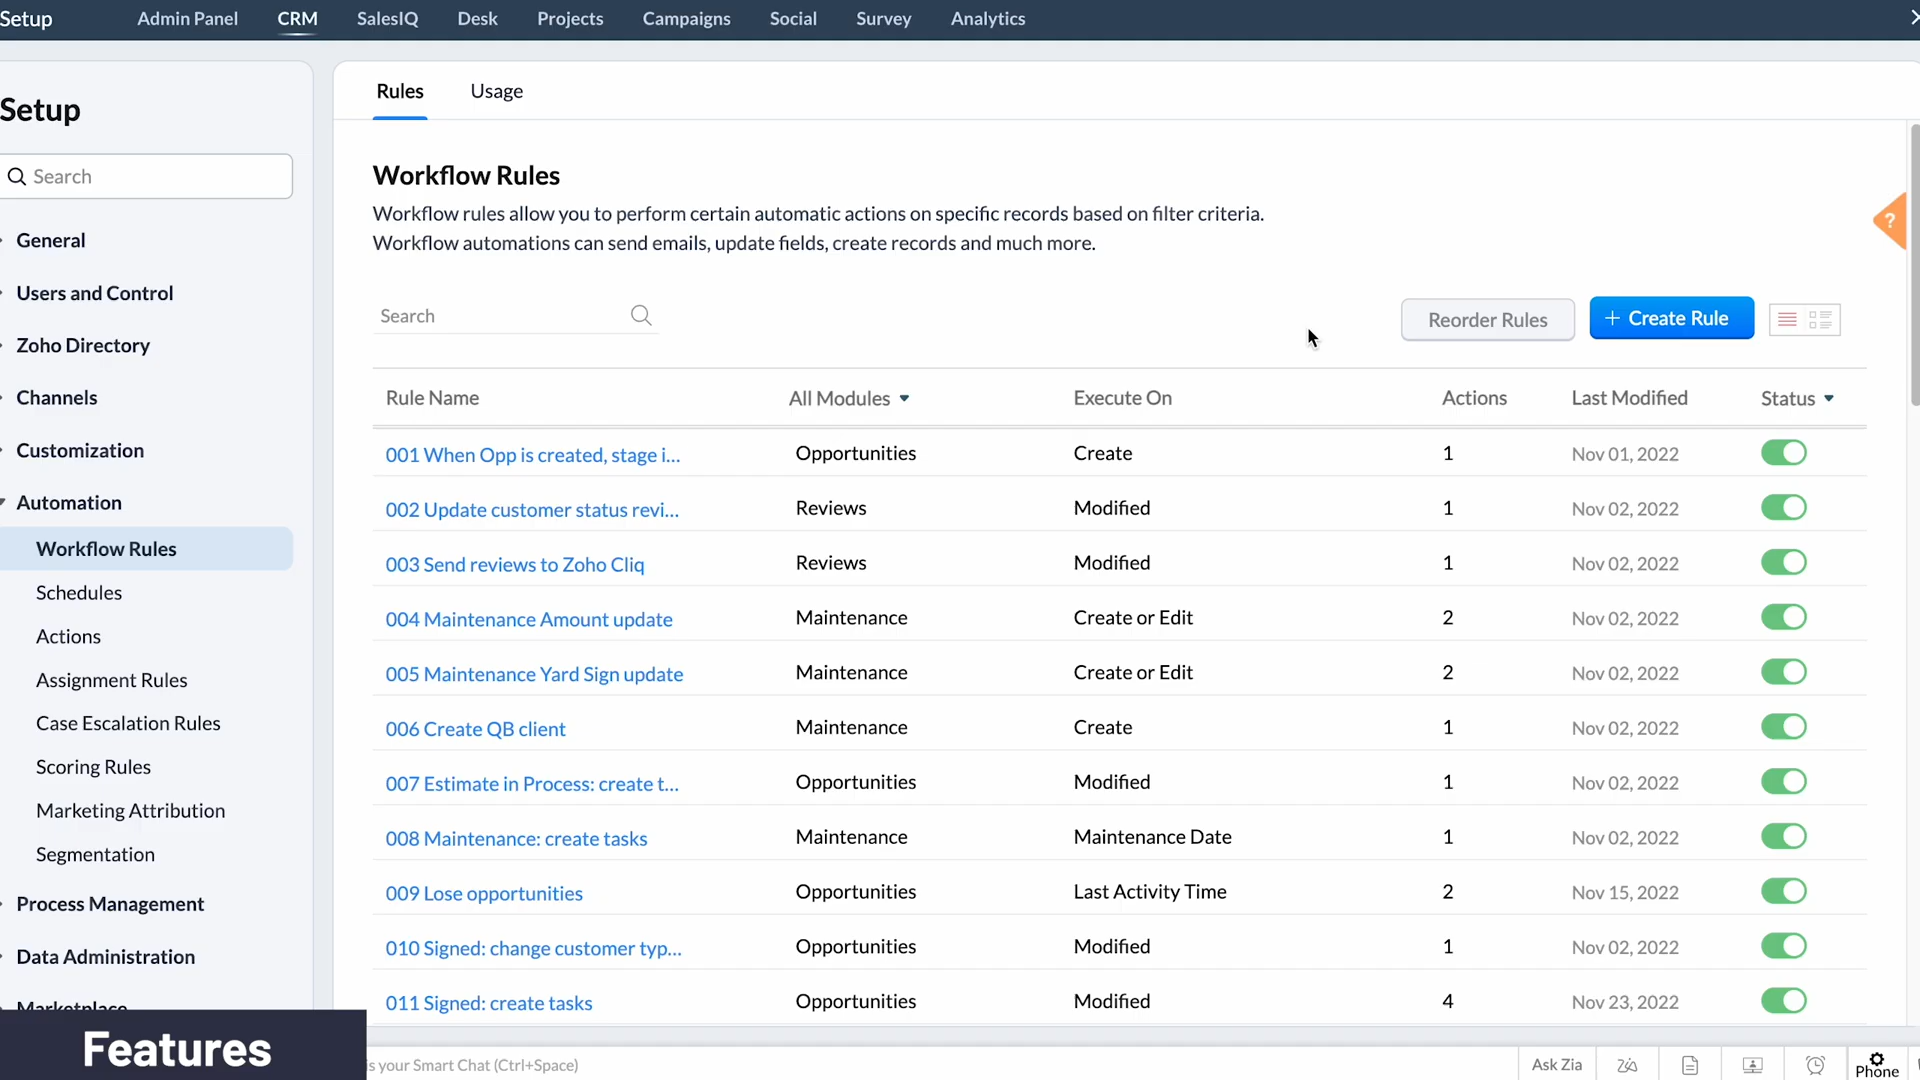 Setup
Admin Panel
CRM
SalesIQ
Desk
Projects
Campaigns
Social
Survey
Analytics
Setup
Search
General
Users and Control
Zoho Directory
Channels
Customization
Automation
Workflow Rules
Schedules
Actions
Assignment Rules
Case Escalation Rules
Scoring Rules
Marketing Attribution
Segmentation
Process Management
Data Administration
Marketplace
Features
Rules
Usage
Workflow Rules
Workflow rules allow you to perform certain automatic actions on specific records based on filter criteria.
Workflow automations can send emails, update fields, create records and much more.
?
Search
Reorder Rules
+ Create Rule
Rule Name All Modules Execute On Actions Last Modified Status
001 When Opp is created, stage i... Opportunities Create 1 Nov 01, 2022
002 Update customer status revi... Reviews Modified 1 Nov 02, 2022
003 Send reviews to Zoho Cliq Reviews Modified 1 Nov 02, 2022
004 Maintenance Amount update Maintenance Create or Edit 2 Nov 02, 2022
005 Maintenance Yard Sign update Maintenance Create or Edit 2 Nov 02, 2022
006 Create QB client Maintenance Create 1 Nov 02, 2022
007 Estimate in Process: create t... Opportunities Modified 1 Nov 02, 2022
008 Maintenance: create tasks Maintenance Maintenance Date 1 Nov 02, 2022
009 Lose opportunities Opportunities Last Activity Time 2 Nov 15, 2022
010 Signed: change customer typ... Opportunities Modified 1 Nov 02, 2022
011 Signed: create tasks Opportunities Modified 4 Nov 23, 2022
is your Smart Chat (Ctrl+Space)
Ask Zia
Phone